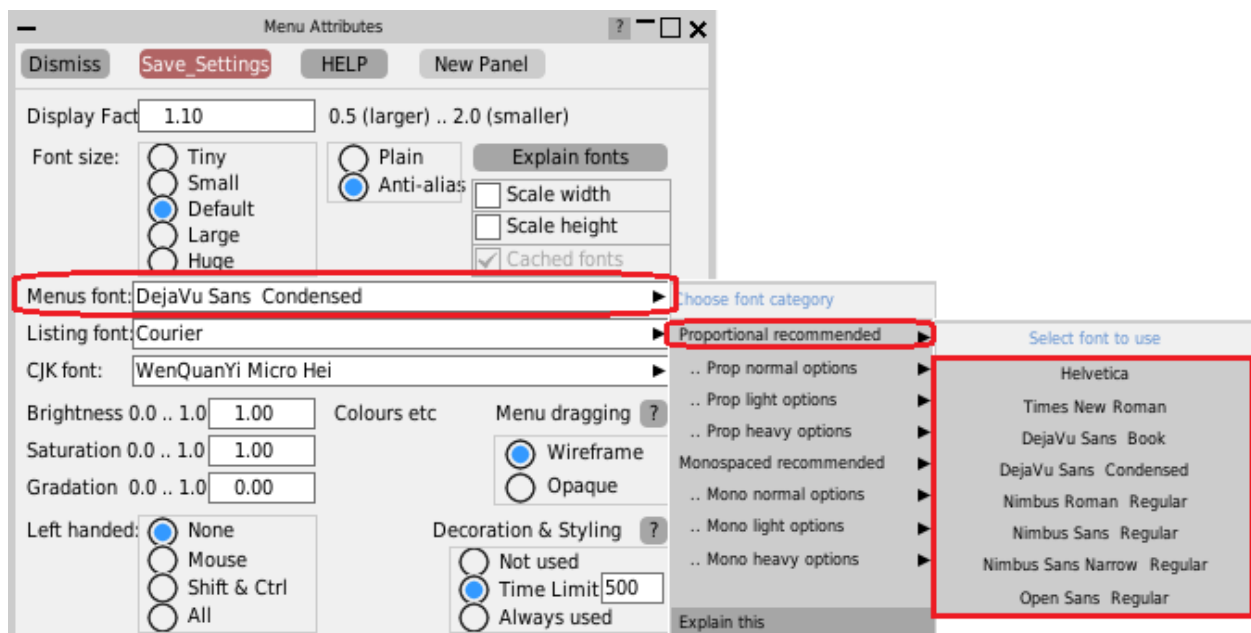 Menu Attributes ?
Dismiss Save_Settings HELP New Panel
Display Fact 1.10 0.5 (larger) .. 2.0 (smaller)
Font size: Tiny Plain Explain fonts
Small Anti-alias Scale width
Default
Large Scale height
Huge Cached fonts
Menus font: DejaVu Sans Condensed
Listing font: Courier
CJK font: WenQuanYi Micro Hei
Brightness 0.0 .. 1.0 1.00 Colours etc Menu dragging ?
Saturation 0.0 .. 1.0 1.00 Wireframe
Gradation 0.0 .. 1.0 0.00 Opaque
Left handed: None Decoration & Styling ?
Mouse Not used
Shift & Ctrl Time Limit 500
All Always used
Choose font category
Proportional recommended
.. Prop normal options
.. Prop light options
.. Prop heavy options
Monospaced recommended
.. Mono normal options
.. Mono light options
.. Mono heavy options
Explain this
Select font to use
Helvetica
Times New Roman
DejaVu Sans Book
DejaVu Sans Condensed
Nimbus Roman Regular
Nimbus Sans Regular
Nimbus Sans Narrow Regular
Open Sans Regular